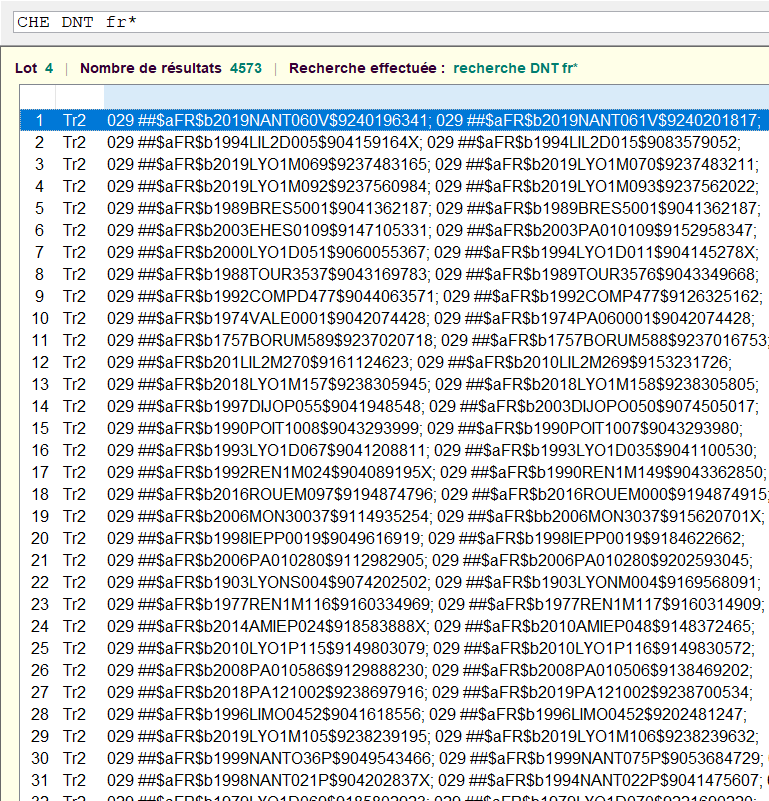 CHE DNT fr*
Lot 4 | Nombre de résultats 4573 | Recherche effectuée : recherche DNT fr*
1 Tr2 029 ##$aFR$b2019NANT060V$9240196341; 029 ##$aFR$b2019NANT061V$9240201817;
2 Tr2 029 ##$aFR$b1994LIL2D005$904159164X; 029 ##$aFR$b1994LIL2D015$9083579052;
3 Tr2 029 ##$aFR$b2019LYO1M069$9237483165; 029 ##$aFR$b2019LYO1M070$9237483211;
4 Tr2 029 ##$aFR$b2019LYO1M092$9237560984; 029 ##$aFR$b2019LYO1M093$9237562022;
5 Tr2 029 ##$aFR$b1989BRES5001$9041362187; 029 ##$aFR$b1989BRES5001$9041362187;
6 Tr2 029 ##$aFR$b2003EHES0109$9147105331; 029 ##$aFR$b2003PA010109$9152958347;
7 Tr2 029 ##$aFR$b2000LYO1D051$9060055367; 029 ##$aFR$b1994LYO1D011$904145278X;
8 Tr2 029 ##$aFR$b1988TOUR3537$9043169783; 029 ##$aFR$b1989TOUR3576$9043349668;
9 Tr2 029 ##$aFR$b1992COMPD477$9044063571; 029 ##$aFR$b1992COMP477$9126325162;
10 Tr2 029 ##$aFR$b1974VALE0001$9042074428; 029 ##$aFR$b1974PA060001$9042074428;
11 Tr2 029 ##$aFR$b1757BORUM589$9237020718; 029 ##$aFR$b1757BORUM588$9237016753;
12 Tr2 029 ##$aFR$b201LIL2M270$9161124623; 029 ##$aFR$b2010LIL2M269$9153231726;
13 Tr2 029 ##$aFR$b2018LYO1M157$9238305945; 029 ##$aFR$b2018LYO1M158$9238305805;
14 Tr2 029 ##$aFR$b1997DIJOP055$9041948548; 029 ##$aFR$b2003DIJOPO050$9074505017;
15 Tr2 029 ##$aFR$b1990POIT1008$9043293999; 029 ##$aFR$b1990POIT1007$9043293980;
16 Tr2 029 ##$aFR$b1993LYO1D067$9041208811; 029 ##$aFR$b1993LYO1D035$9041100530;
17 Tr2 029 ##$aFR$b1992REN1M024$904089195X; 029 ##$aFR$b1990REN1M149$9043362850;
18 Tr2 029 ##$aFR$b2016ROUEM097$9194874796; 029 ##$aFR$b2016ROUEM000$9194874915;
19 Tr2 029 ##$aFR$b2006MON30037$9114935254; 029 ##$aFR$bb2006MON3037$915620701X;
20 Tr2 029 ##$aFR$b1998IEPP0019$9049616919; 029 ##$aFR$b1998IEPP0019$9184622662;
21 Tr2 029 ##$aFR$b2006PA010280$9112982905; 029 ##$aFR$b2006PA010280$9202593045;
22 Tr2 029 ##$aFR$b1903LYONS004$9074202502; 029 ##$aFR$b1903LYONM004$9169568091;
23 Tr2 029 ##$aFR$b1977REN1M116$9160334969; 029 ##$aFR$b1977REN1M117$9160314909;
24 Tr2 029 ##$aFR$b2014AMIEP024$918583888X; 029 ##$aFR$b2010AMIEP048$9148372465;
25 Tr2 029 ##$aFR$b2010LYO1P115$9149803079; 029 ##$aFR$b2010LYO1P116$9149830572;
26 Tr2 029 ##$aFR$b2008PA010586$9129888230; 029 ##$aFR$b2008PA010506$9138469202;
27 Tr2 029 ##$aFR$b2018PA121002$9238697916; 029 ##$aFR$b2019PA121002$9238700534;
28 Tr2 029 ##$aFR$b1996LIMO0452$9041618556; 029 ##$aFR$b1996LIMO0452$9202481247;
29 Tr2 029 ##$aFR$b2019LYO1M105$9238239195; 029 ##$aFR$b2019LYO1M106$9238239632;
30 Tr2 029 ##$aFR$b1999NANTO36P$9049543466; 029 ##$aFR$b1999NANT075P$9053684729;
31 Tr2 029 ##$aFR$b1998NANT021P$904202837X; 029 ##$aFR$b1994NANT022P$9041475607;